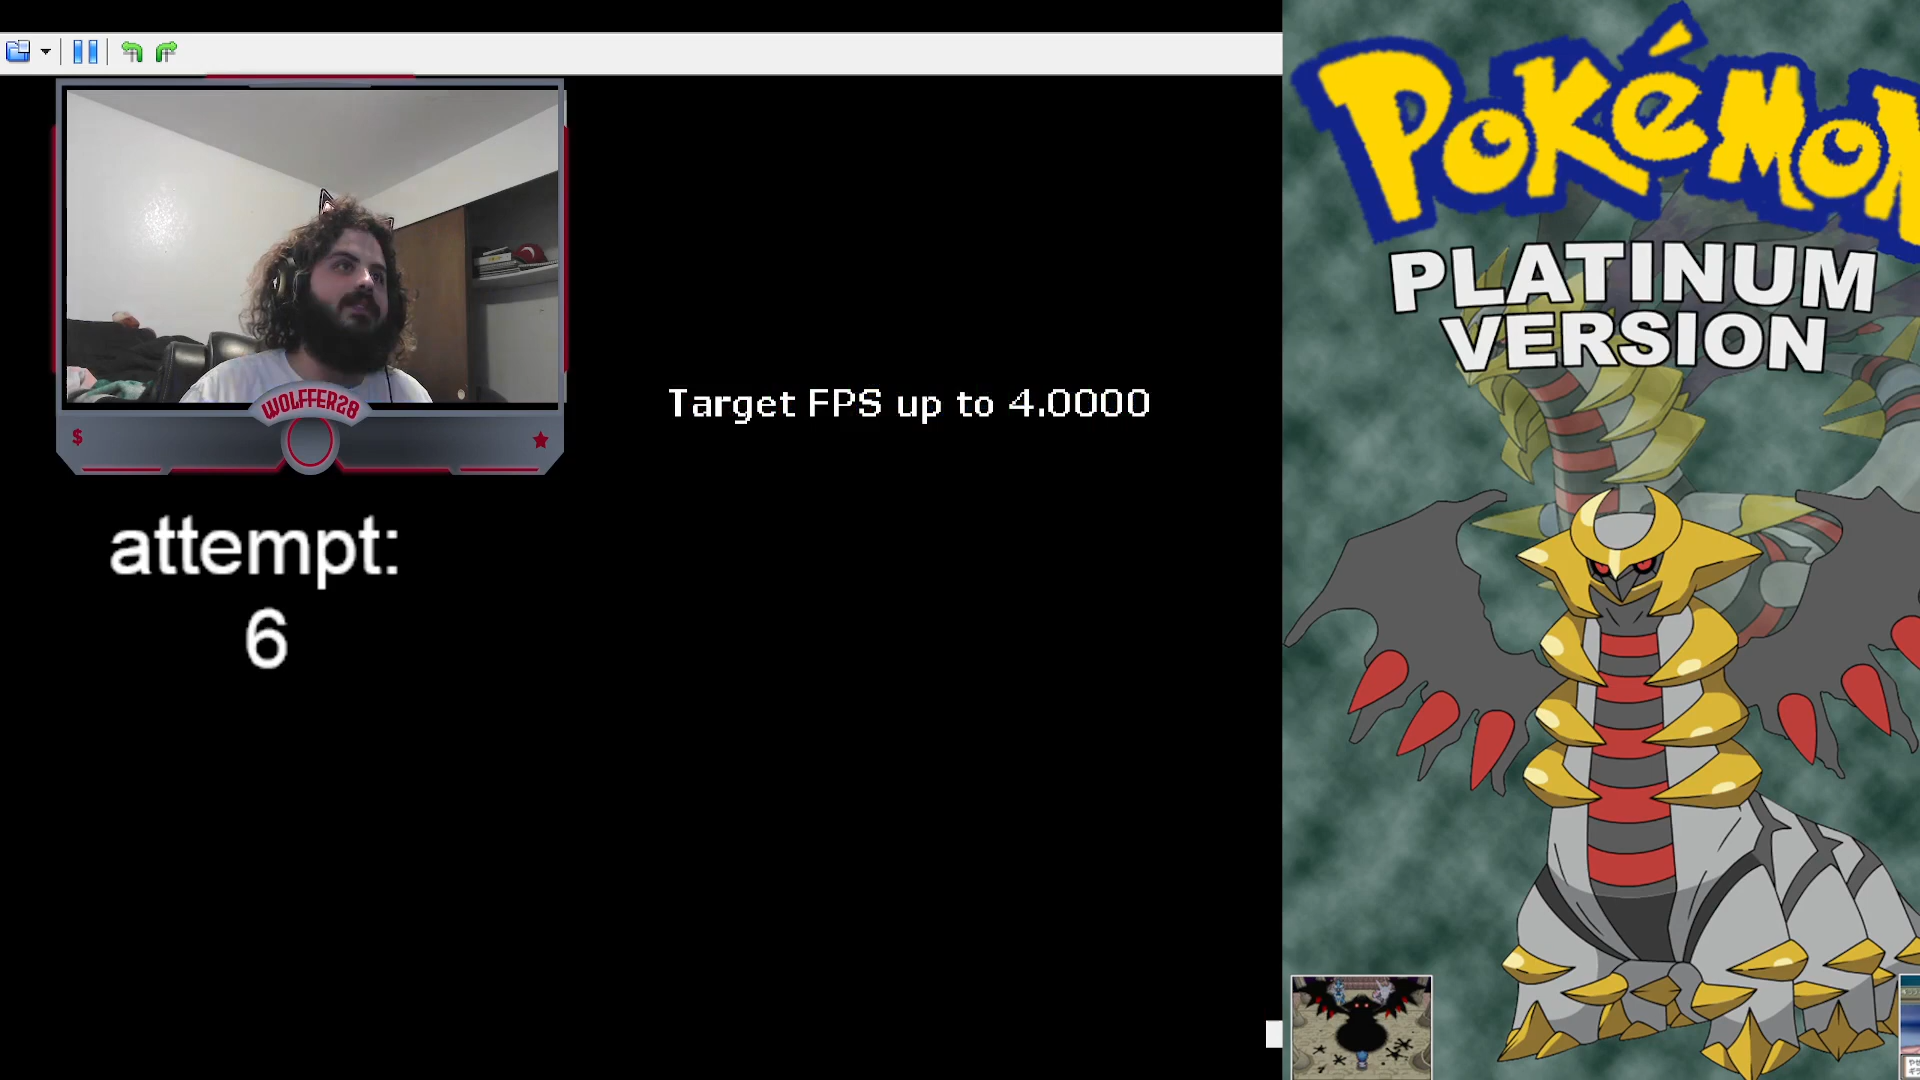 POKéMON
PLATINUM
VERSION
WOLFFER28
$
Target FPS up to 4.0000
attempt:
6